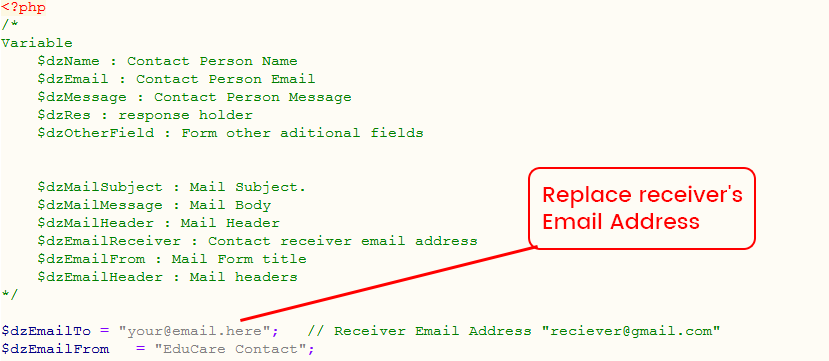 <?php
/*
Variable
$dzName : Contact Person Name
$dzEmail : Contact Person Email
$dzMessage : Contact Person Message
$dzRes : response holder
$dzOtherField : Form other aditional fields
$dzMailSubject : Mail Subject.
$dzMailMessage : Mail Body
$dzMailHeader : Mail Header
$dzEmailReceiver : Contact receiver email address
$dzEmailFrom : Mail Form title
$dzEmailHeader : Mail headers
*/
Replace receiver's
Email Address
$dzEmailTo = "your@email.here";   // Receiver Email Address "reciever@gmail.com"
$dzEmailFrom   = "EduCare Contact";